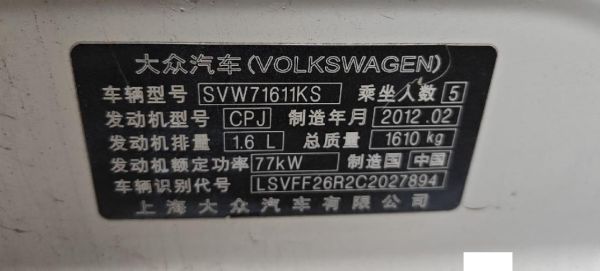 大众汽车(VOLKSWAGEN)
车辆型号 SVW71611KS 乘坐人数 5
发动机型号 CPJ 制造年月 2012.02
发动机排量 1.6 L 总质量 1610 kg
发动机额定功率 77kW 制造国 中国
车辆识别代号 LSVFF26R2C2027894
上海大众汽车有限公司